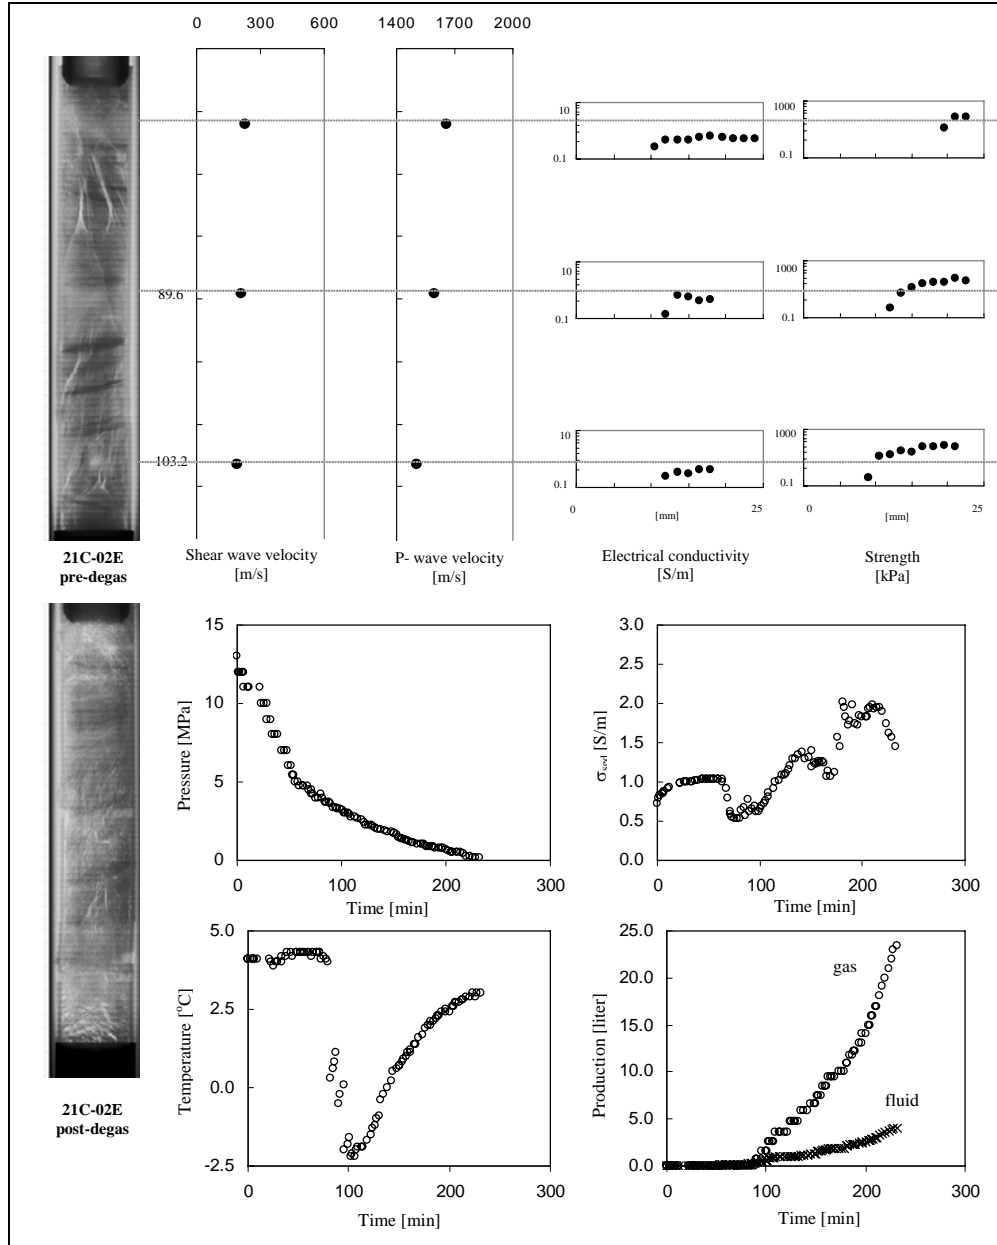 0 300 600 1400 1700 2000
10
0.1
1000
0.1
89.6
10
0.1
1000
0.1
103.2
10
0.1
1000
0.1
0 [mm] 25
0 [mm] 25
21C-02E
pre-degas
Shear wave velocity
[m/s]
P- wave velocity
[m/s]
Electrical conductivity
[S/m]
Strength
[kPa]
15
10
5
0
Pressure [MPa]
0 100 200 300
Time [min]
3.0
2.5
2.0
1.5
1.0
0.5
0.0
σsed [S/m]
0 100 200 300
Time [min]
5.0
2.5
0.0
-2.5
Temperature [°C]
0 100 200 300
Time [min]
25.0
20.0
15.0
10.0
5.0
0.0
Production [liter]
gas
fluid
0 100 200 300
Time [min]
21C-02E
post-degas